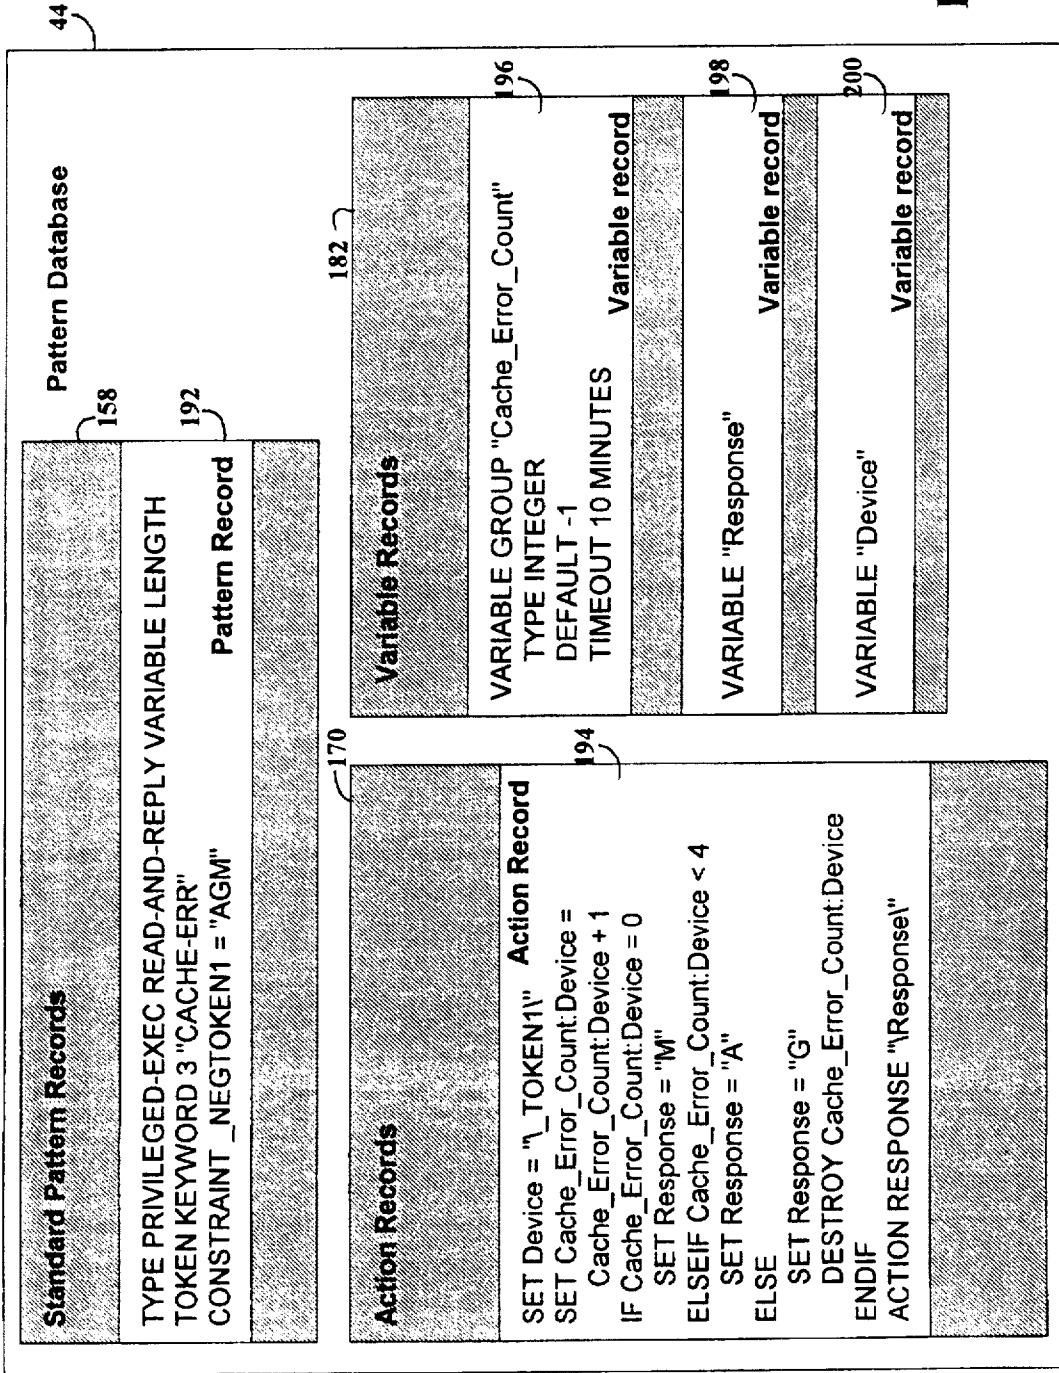 44
Pattern Database
Standard Pattern Records
158
TYPE PRIVILEGED-EXEC READ-AND-REPLY VARIABLE LENGTH
TOKEN KEYWORD 3 "CACHE-ERR"
CONSTRAINT _NEGTOKEN1 = "AGM"
192
Pattern Record
170
Action Records
194
Action Record
SET Device = "\_TOKEN1\"
SET Cache_Error_Count:Device =
Cache_Error_Count:Device + 1
IF Cache_Error_Count:Device = 0
SET Response = "M"
ELSEIF Cache_Error_Count:Device < 4
SET Response = "A"
ELSE
SET Response = "G"
DESTROY Cache_Error_Count:Device
ENDIF
ACTION RESPONSE "\Response\"
182
Variable Records
196
VARIABLE GROUP "Cache_Error_Count"
TYPE INTEGER
DEFAULT -1
TIMEOUT 10 MINUTES
Variable record
198
VARIABLE "Response"
Variable record
200
VARIABLE "Device"
Variable record